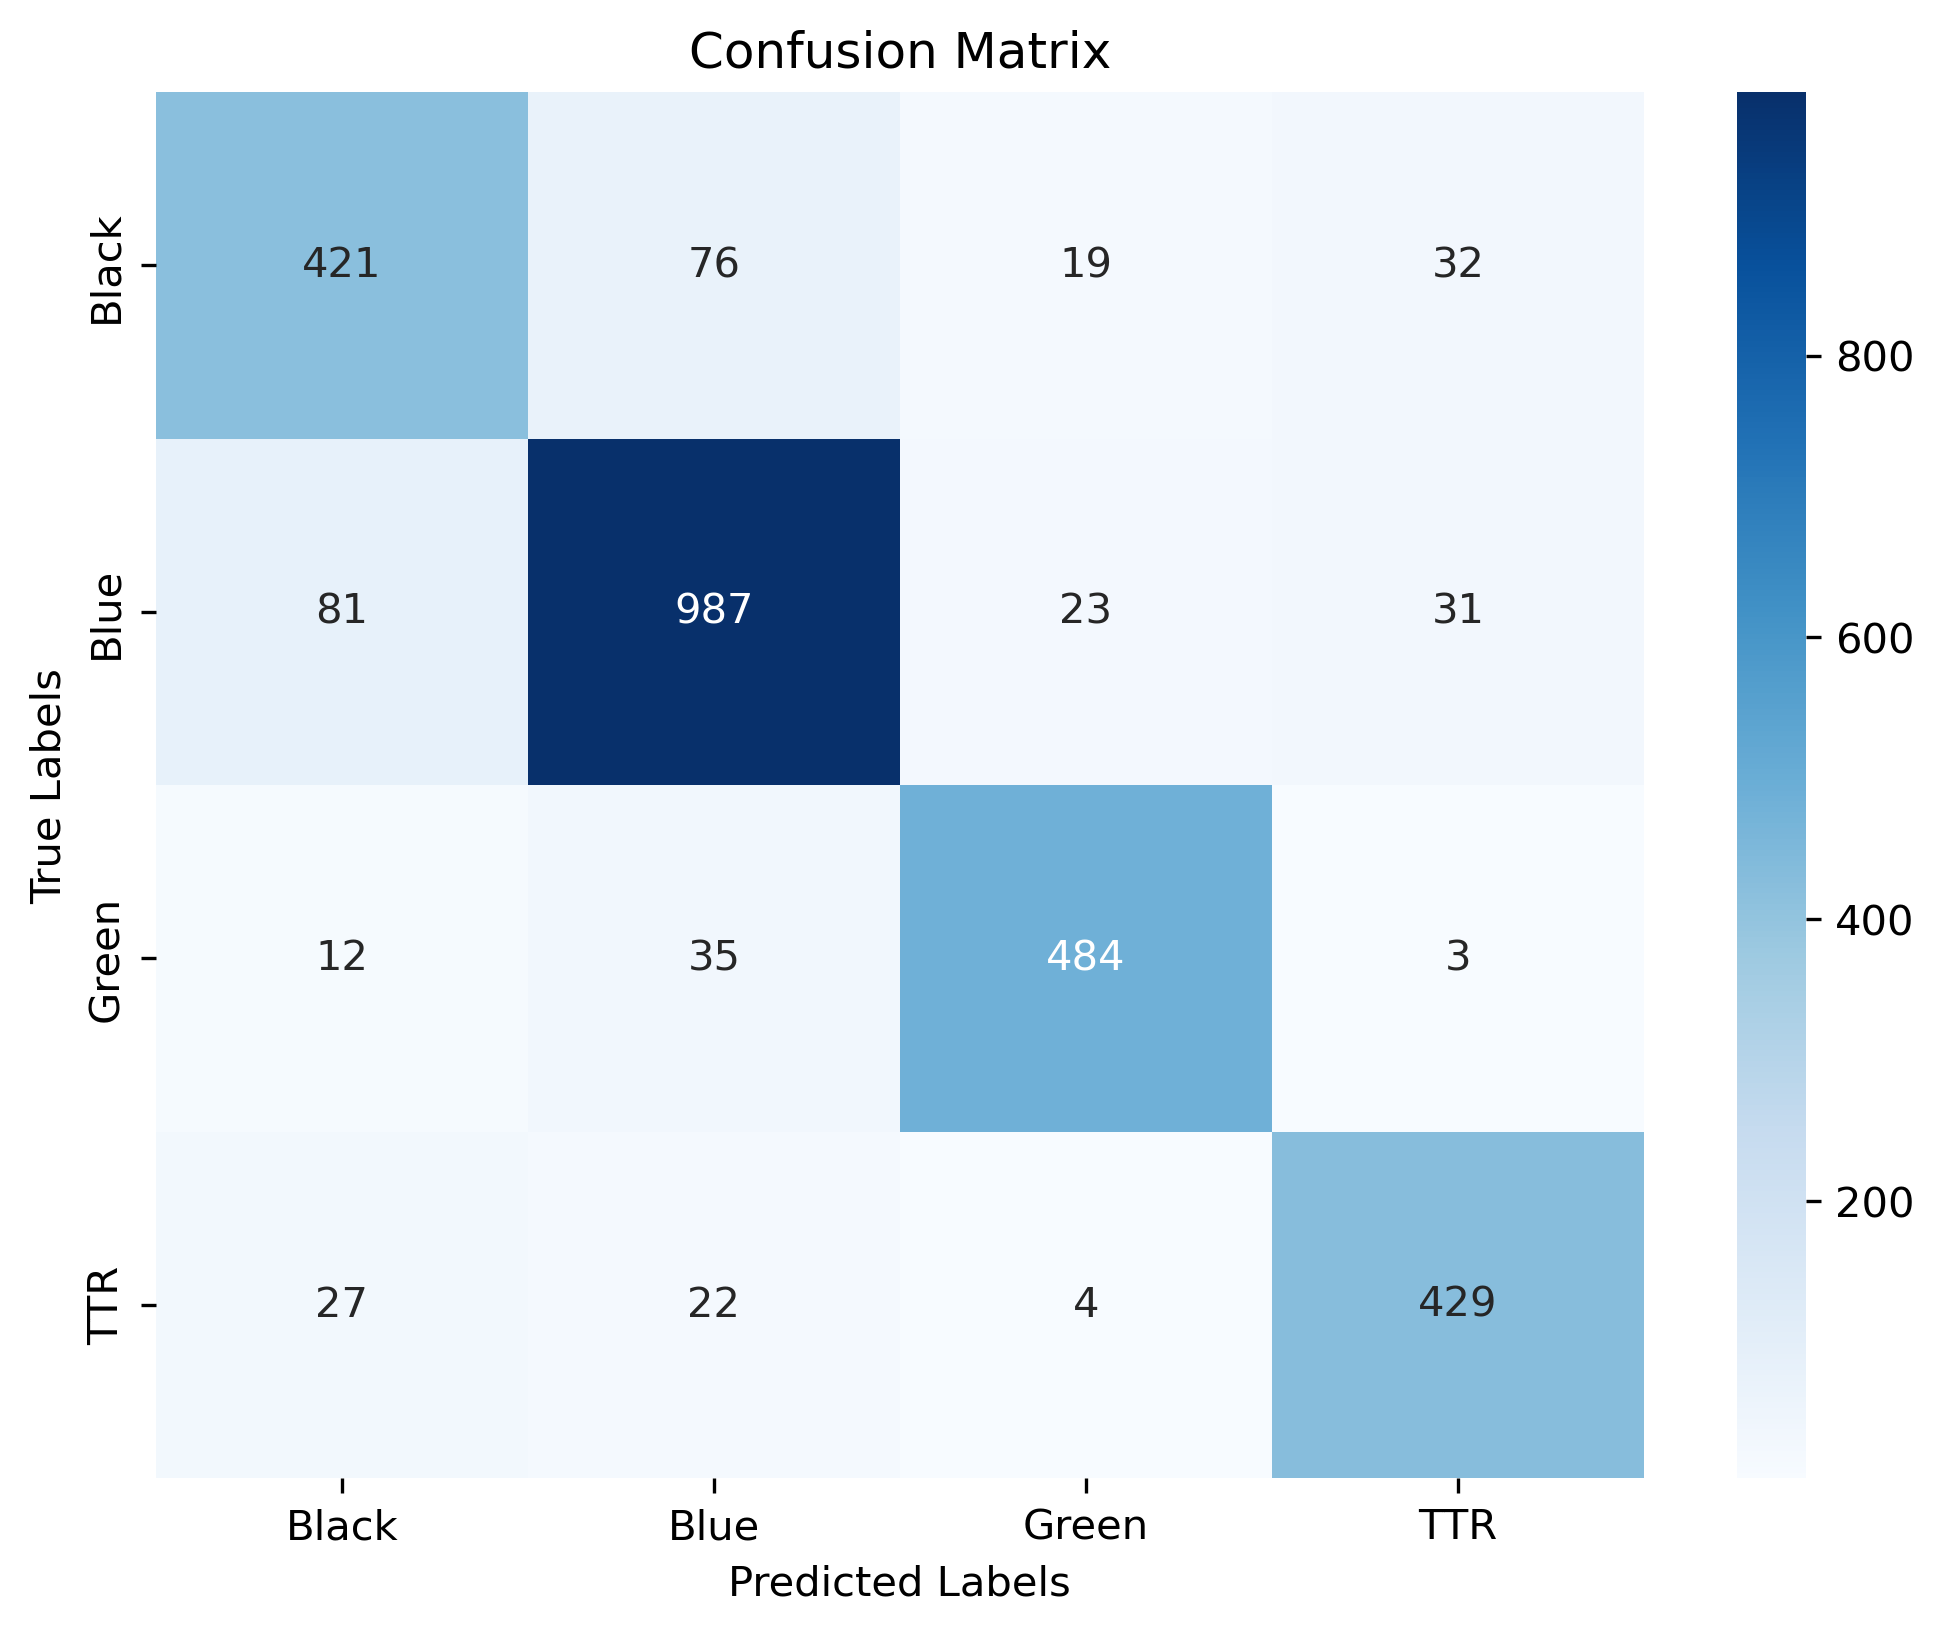 Confusion Matrix
True Labels
Black
421 76 19 32
Blue
81 987 23 31
Green
12 35 484 3
TTR
27 22 4 429
Black Blue Green TTR
Predicted Labels
800
600
400
200